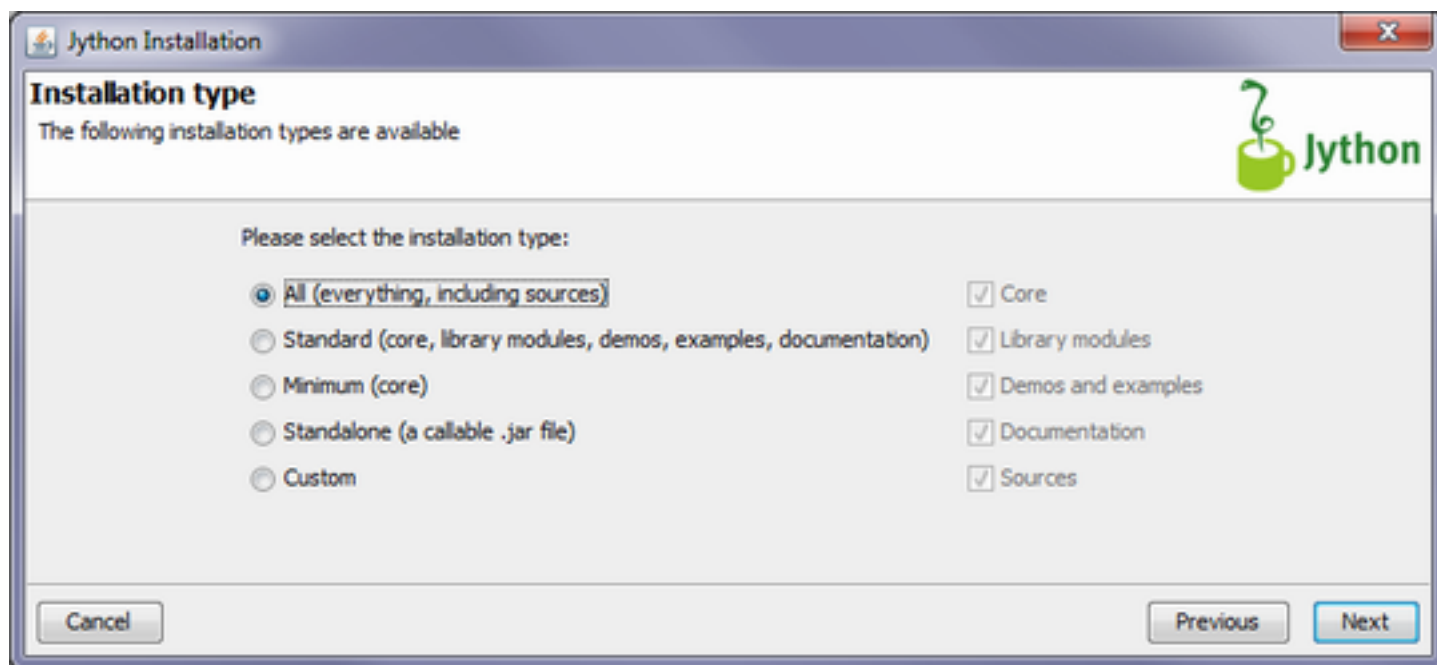 Jython Installation
Installation type
The following installation types are available
Jython
Please select the installation type:
All (everything, including sources)
Core
Standard (core, library modules, demos, examples, documentation)
Library modules
Minimum (core)
Demos and examples
Standalone (a callable .jar file)
Documentation
Custom
Sources
Cancel
Previous
Next